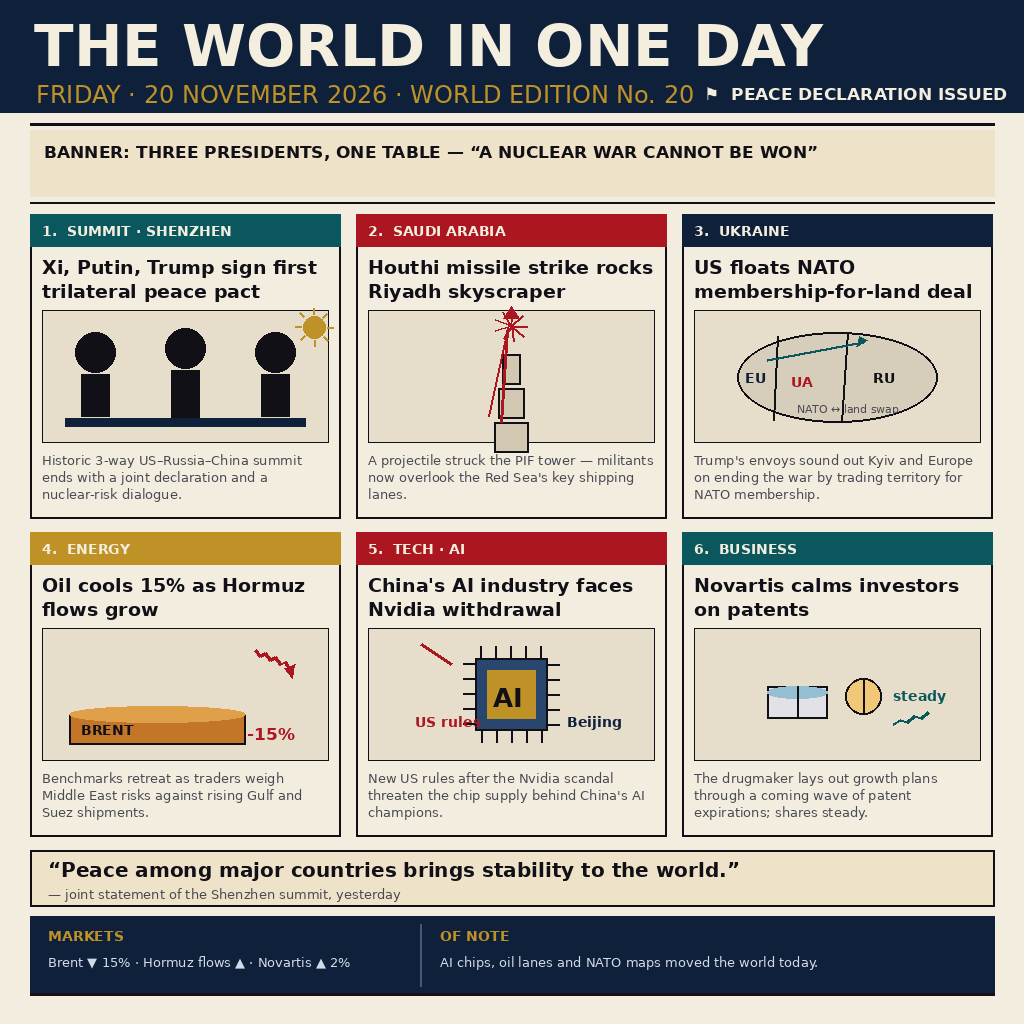 THE WORLD IN ONE DAY
FRIDAY · 20 NOVEMBER 2026 · WORLD EDITION No. 20
⚑ PEACE DECLARATION ISSUED
BANNER: THREE PRESIDENTS, ONE TABLE — “A NUCLEAR WAR CANNOT BE WON”
1. SUMMIT · SHENZHEN
Xi, Putin, Trump sign first
trilateral peace pact
Historic 3-way US–Russia–China summit
ends with a joint declaration and a
nuclear-risk dialogue.
2. SAUDI ARABIA
Houthi missile strike rocks
Riyadh skyscraper
A projectile struck the PIF tower — militants
now overlook the Red Sea's key shipping
lanes.
3. UKRAINE
US floats NATO
membership-for-land deal
EU
UA
RU
NATO ↔ land swap
Trump's envoys sound out Kyiv and Europe
on ending the war by trading territory for
NATO membership.
4. ENERGY
Oil cools 15% as Hormuz
flows grow
BRENT
-15%
Benchmarks retreat as traders weigh
Middle East risks against rising Gulf and
Suez shipments.
5. TECH · AI
China's AI industry faces
Nvidia withdrawal
AI
US rules
Beijing
New US rules after the Nvidia scandal
threaten the chip supply behind China's AI
champions.
6. BUSINESS
Novartis calms investors
on patents
steady
The drugmaker lays out growth plans
through a coming wave of patent
expirations; shares steady.
“Peace among major countries brings stability to the world.”
— joint statement of the Shenzhen summit, yesterday
MARKETS
Brent ▼ 15% · Hormuz flows ▲ · Novartis ▲ 2%
OF NOTE
AI chips, oil lanes and NATO maps moved the world today.